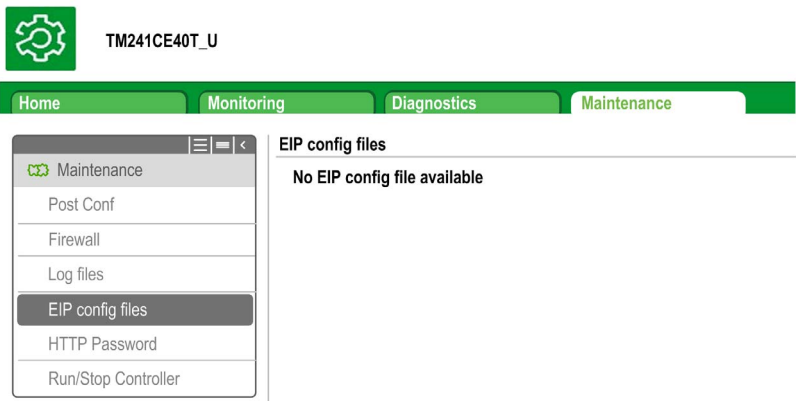 TM241CE40T_U
Home Monitoring Diagnostics Maintenance
Maintenance
Post Conf
Firewall
Log files
EIP config files
HTTP Password
Run/Stop Controller
EIP config files
No EIP config file available